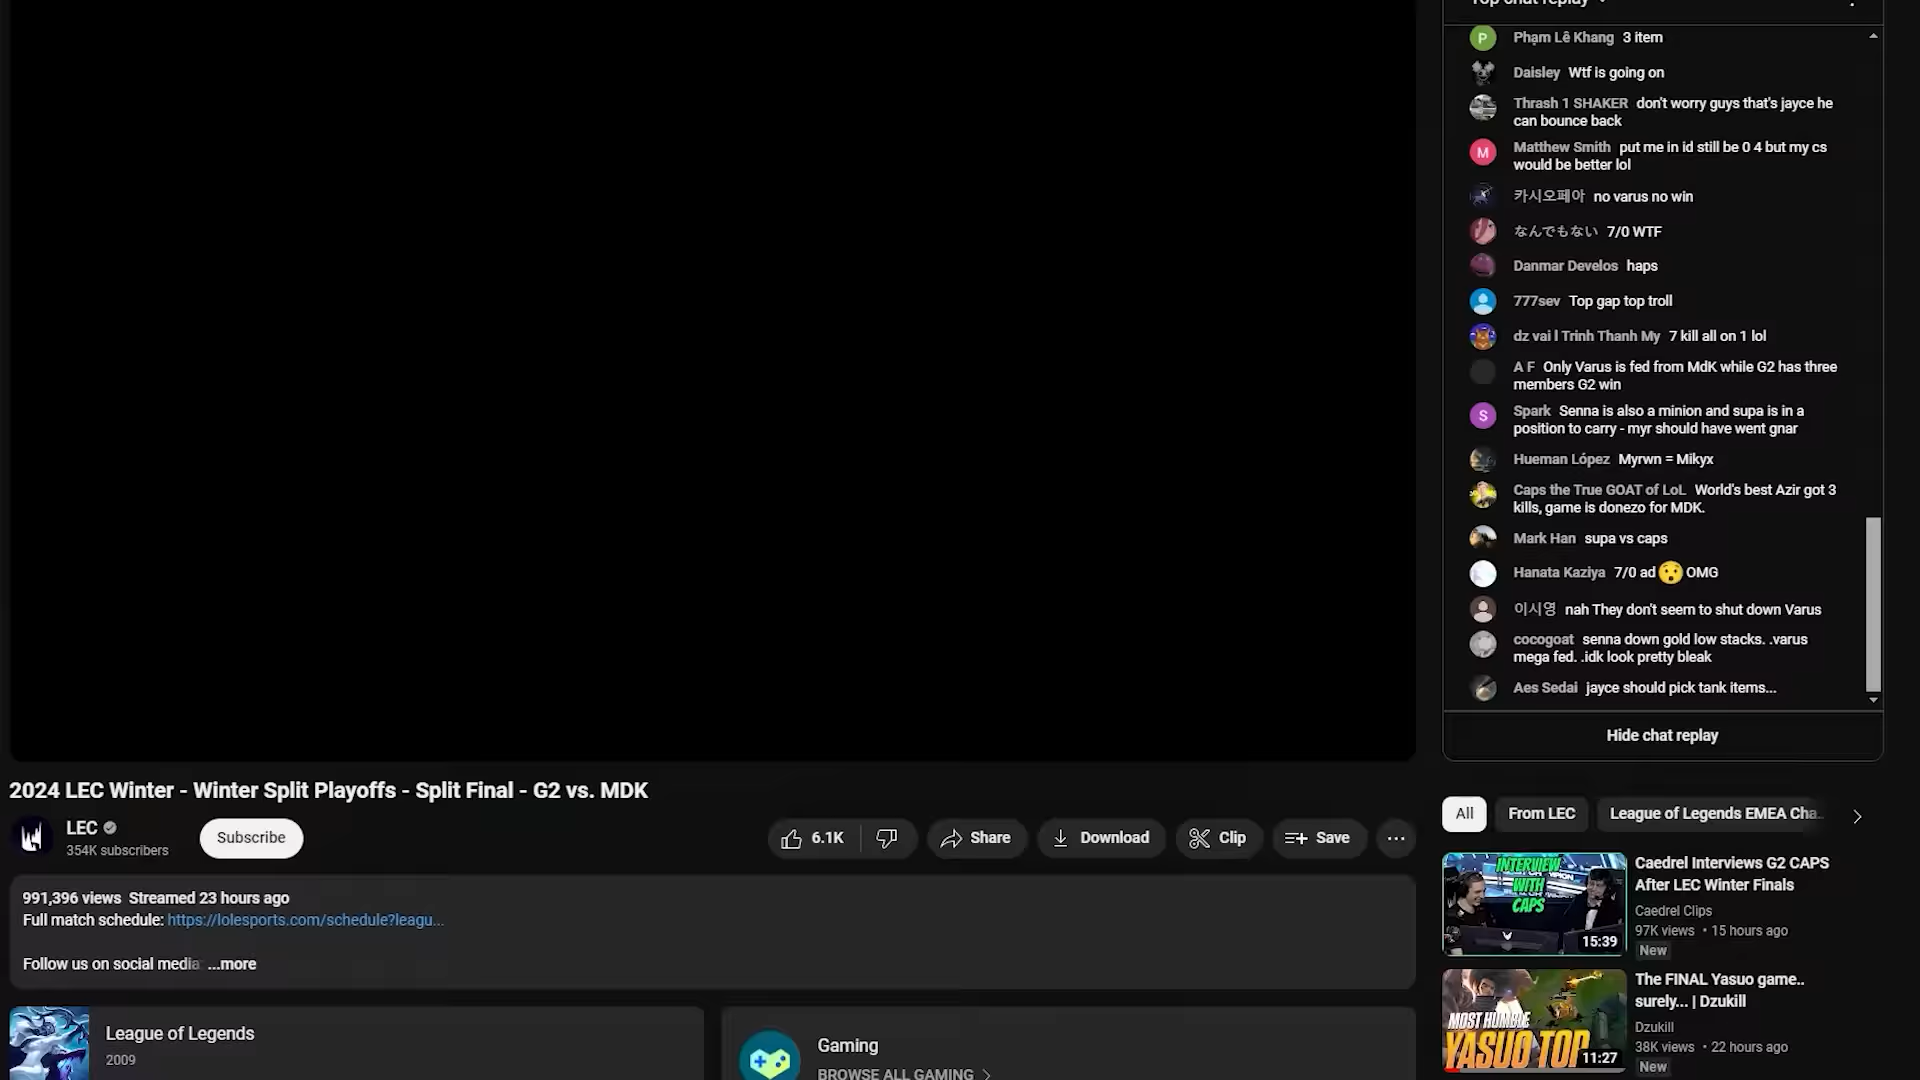 Top chat replay
Phạm Lê Khang 3 item
Daisley Wtf is going on
Thrash 1 SHAKER don't worry guys that's jayce he
can bounce back
Matthew Smith put me in id still be 0 4 but my cs
would be better lol
카시오페아 no varus no win
なんでもない 7/0 WTF
Danmar Develos haps
777sev Top gap top troll
dz vai l Trinh Thanh My 7 kill all on 1 lol
A F Only Varus is fed from MdK while G2 has three
members G2 win
Spark Senna is also a minion and supa is in a
position to carry - myr should have went gnar
Hueman López Myrwn = Mikyx
Caps the True GOAT of LoL World's best Azir got 3
kills, game is donezo for MDK.
Mark Han supa vs caps
Hanata Kaziya 7/0 ad 😯 OMG
이시영 nah They don't seem to shut down Varus
cocogoat senna down gold low stacks. .varus
mega fed. .idk look pretty bleak
Aes Sedai jayce should pick tank items...
Hide chat replay
2024 LEC Winter - Winter Split Playoffs - Split Final - G2 vs. MDK
LEC
354K subscribers
Subscribe
6.1K
Share
Download
Clip
Save
991,396 views Streamed 23 hours ago
Full match schedule: https://lolesports.com/schedule?leagu...
Follow us on social media ...more
League of Legends
2009
Gaming
BROWSE ALL GAMING
All
From LEC
League of Legends EMEA Cha..
INTERVIEW
WITH
CAPS
15:39
Caedrel Interviews G2 CAPS
After LEC Winter Finals
Caedrel Clips
97K views • 15 hours ago
New
MOST HUMBLE
YASUO TOP
11:27
The FINAL Yasuo game..
surely... | Dzukill
Dzukill
38K views • 22 hours ago
New